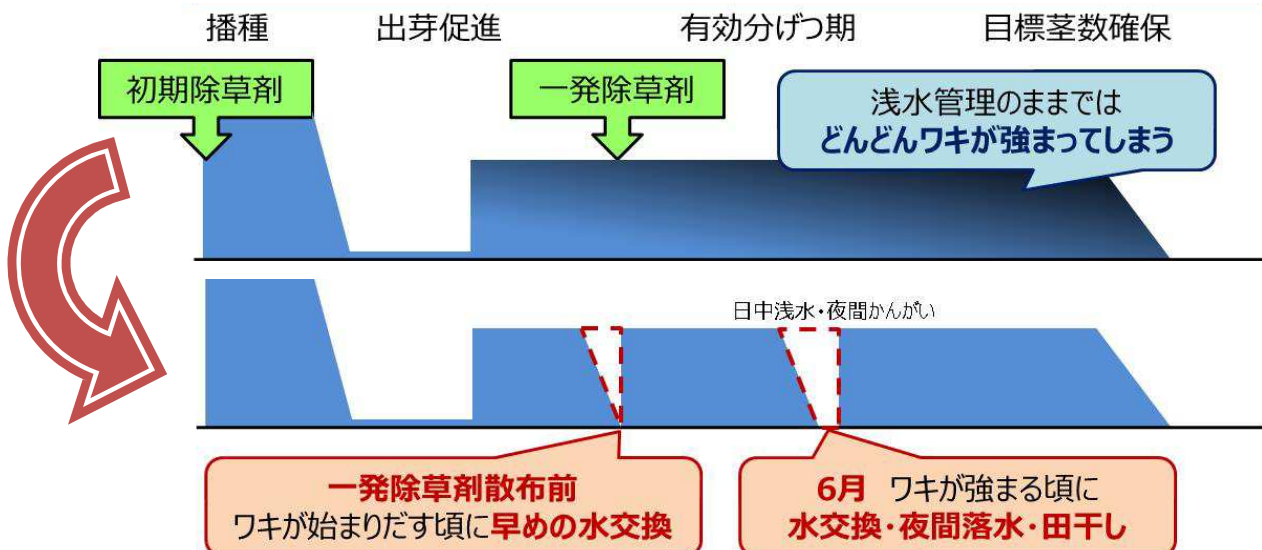 播種 出芽促進 有効分げつ期 目標茎数確保
初期除草剤
一発除草剤
浅水管理のままでは
どんどんワキが強まってしまう
日中浅水・夜間かんがい
一発除草剤散布前
ワキが始まりだす頃に早めの水交換
6月 ワキが強まる頃に
水交換・夜間落水・田干し